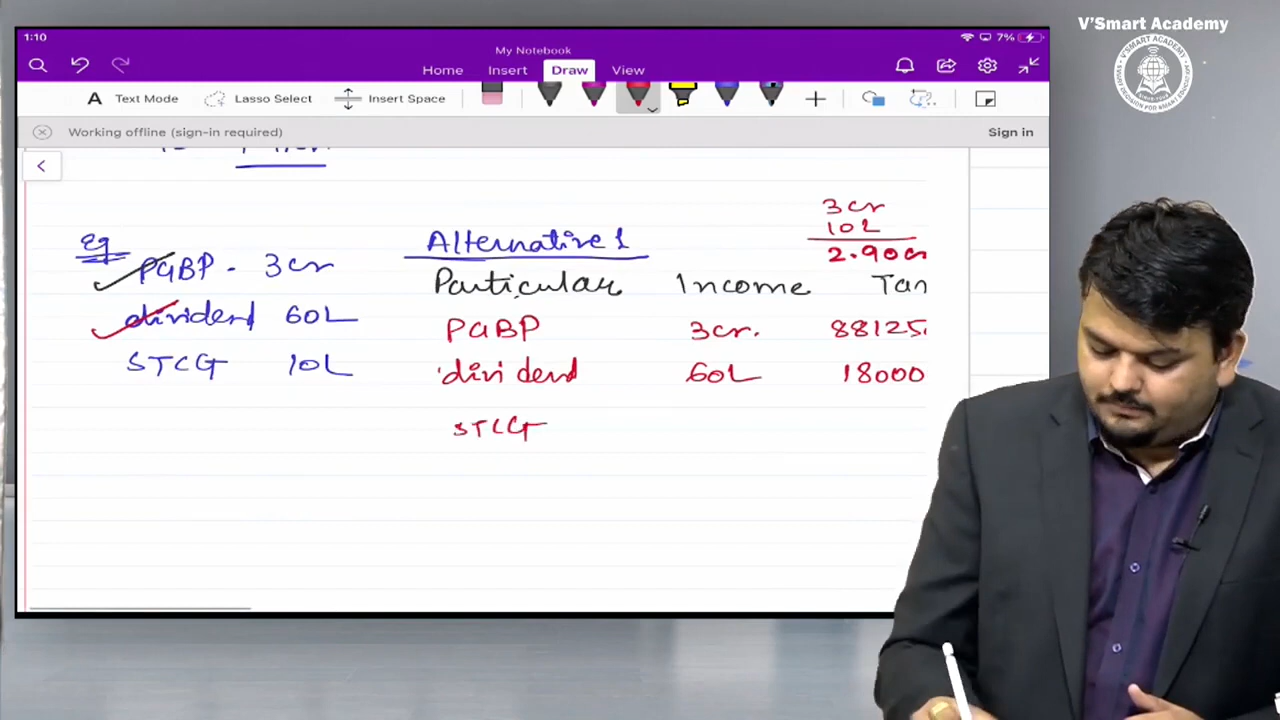 V'Smart Academy
1:10
7%
My Notebook
Home Insert Draw View
Text Mode Lasso Select Insert Space
Working offline (sign-in required) Sign in
Eg
PGBP - 3cr
dividend 60L
STCG 10L
Alternative 1
3cr
10L
2.90cr
Particular Income Tax
PGBP 3cr. 88125
dividend 60L 18000
STCG